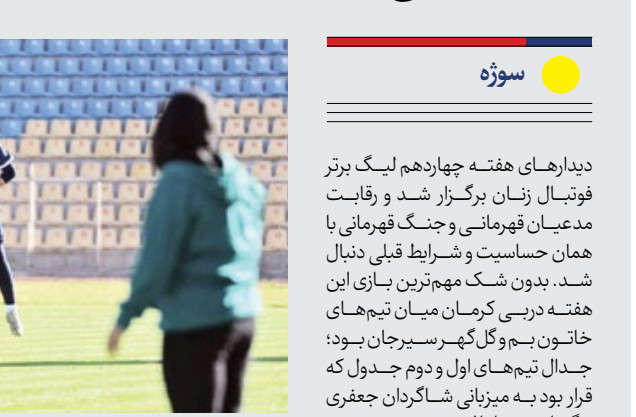 سوژه
دیدارهای هفته چهاردهم لیگ برتر
فوتبال زنان برگزار شد و رقابت
مدعیان قهرمانی و جنگ قهرمانی با
همان حساسیت و شرایط قبلی دنبال
شد. بدون شک مهم‌ترین بازی این
هفته دربی کرمان میان تیم‌های
خاتون بم و گل‌گهر سیرجان بود؛
جدال تیم‌های اول و دوم جدول که
قرار بود به میزبانی شاگردان جعفری